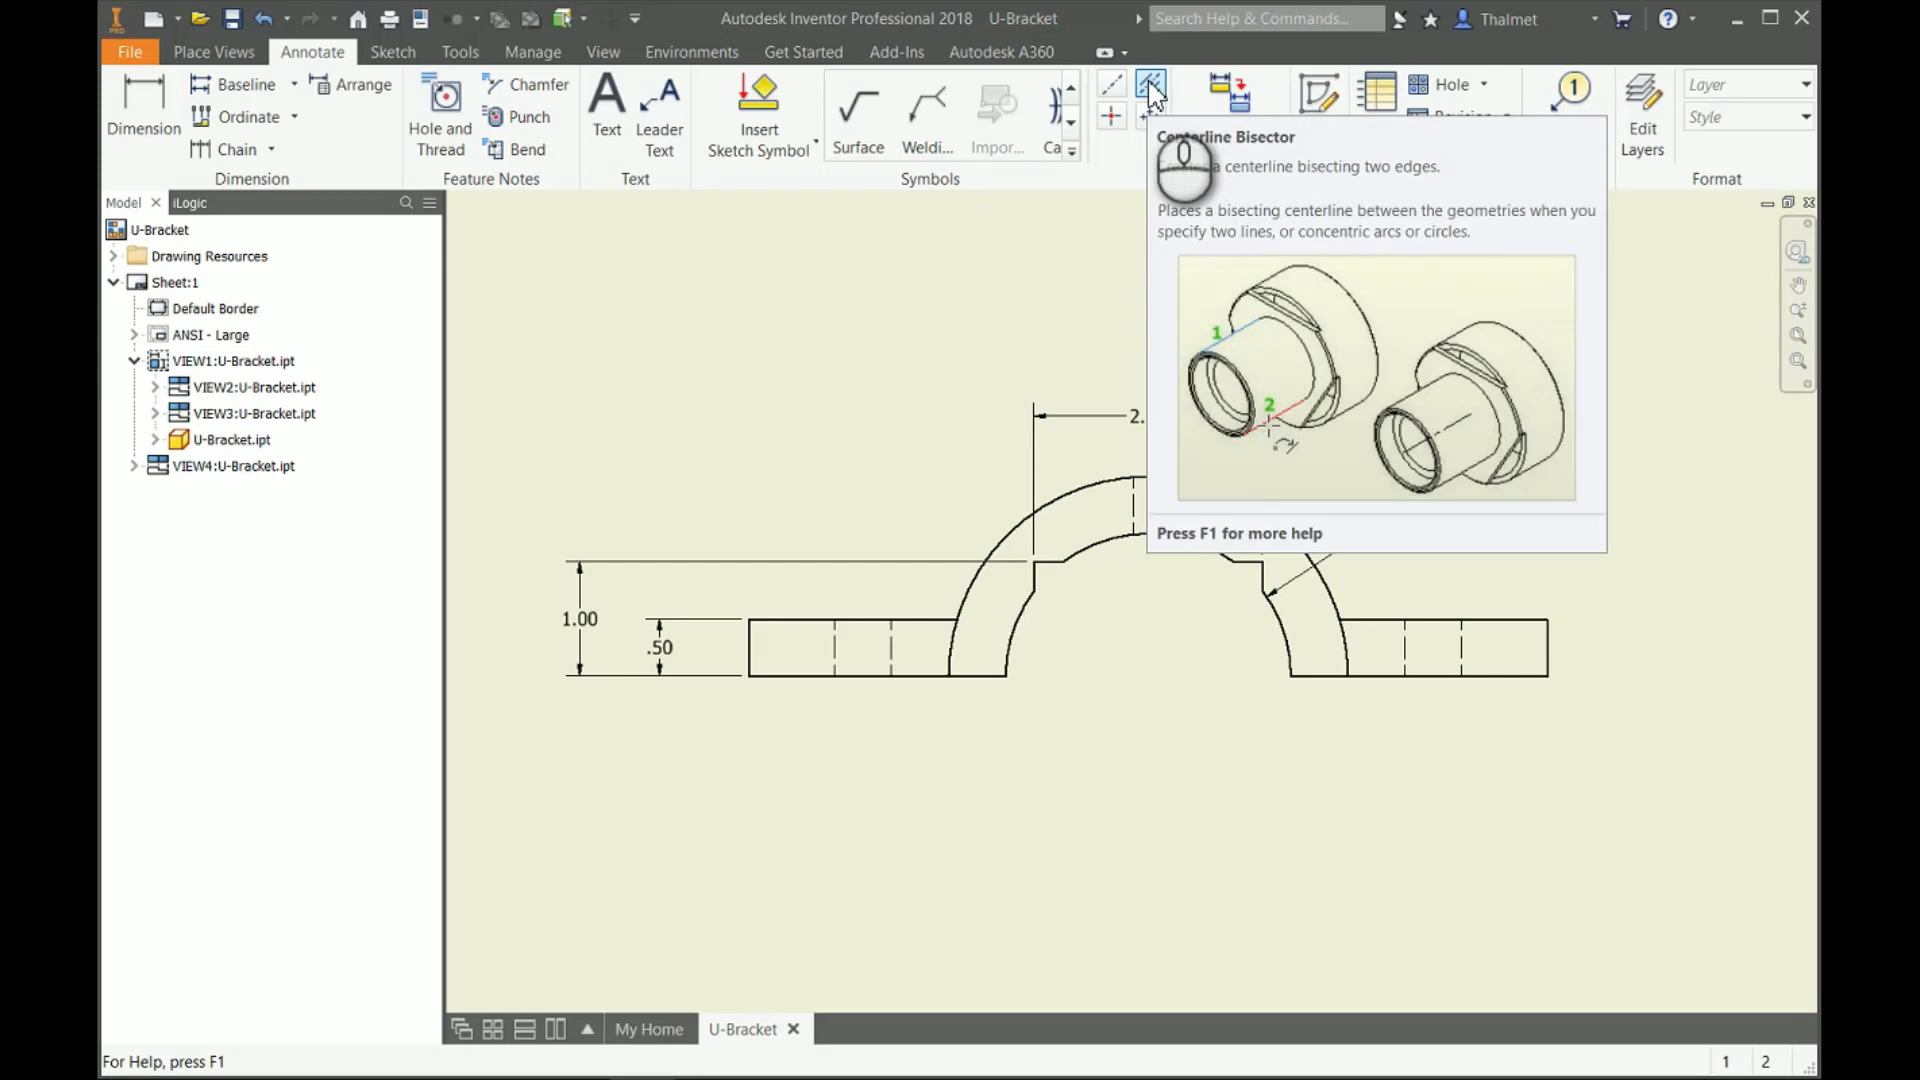 PRO
Autodesk Inventor Professional 2018 U-Bracket
Search Help & Commands...
Thalmet
File Place Views Annotate Sketch Tools Manage View Environments Get Started Add-Ins Autodesk A360
Dimension
Baseline
Ordinate
Chain
Arrange
Dimension
Hole and
Thread
Chamfer
Punch
Bend
Feature Notes
Text
Leader
Text
Text
Insert
Sketch Symbol
Surface
Weldi...
Impor...
Ca
Symbols
Hole
1
Edit
Layers
Layer
Style
Format
Centerline Bisector
a centerline bisecting two edges.
Places a bisecting centerline between the geometries when you
specify two lines, or concentric arcs or circles.
1
2
Press F1 for more help
Model
iLogic
U-Bracket
Drawing Resources
Sheet:1
Default Border
ANSI - Large
VIEW1:U-Bracket.ipt
VIEW2:U-Bracket.ipt
VIEW3:U-Bracket.ipt
U-Bracket.ipt
VIEW4:U-Bracket.ipt
2.
1.00
.50
My Home
U-Bracket
For Help, press F1
1 2